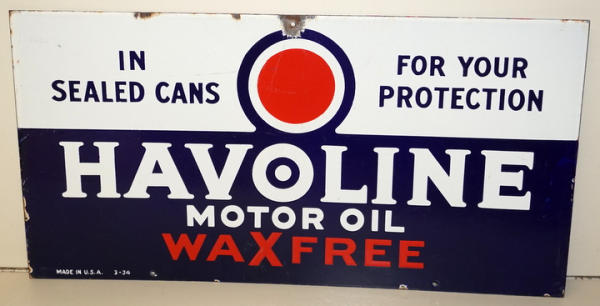 IN
SEALED CANS
FOR YOUR
PROTECTION
HAVOLINE
MOTOR OIL
WAXFREE
MADE IN U.S.A. 3-34